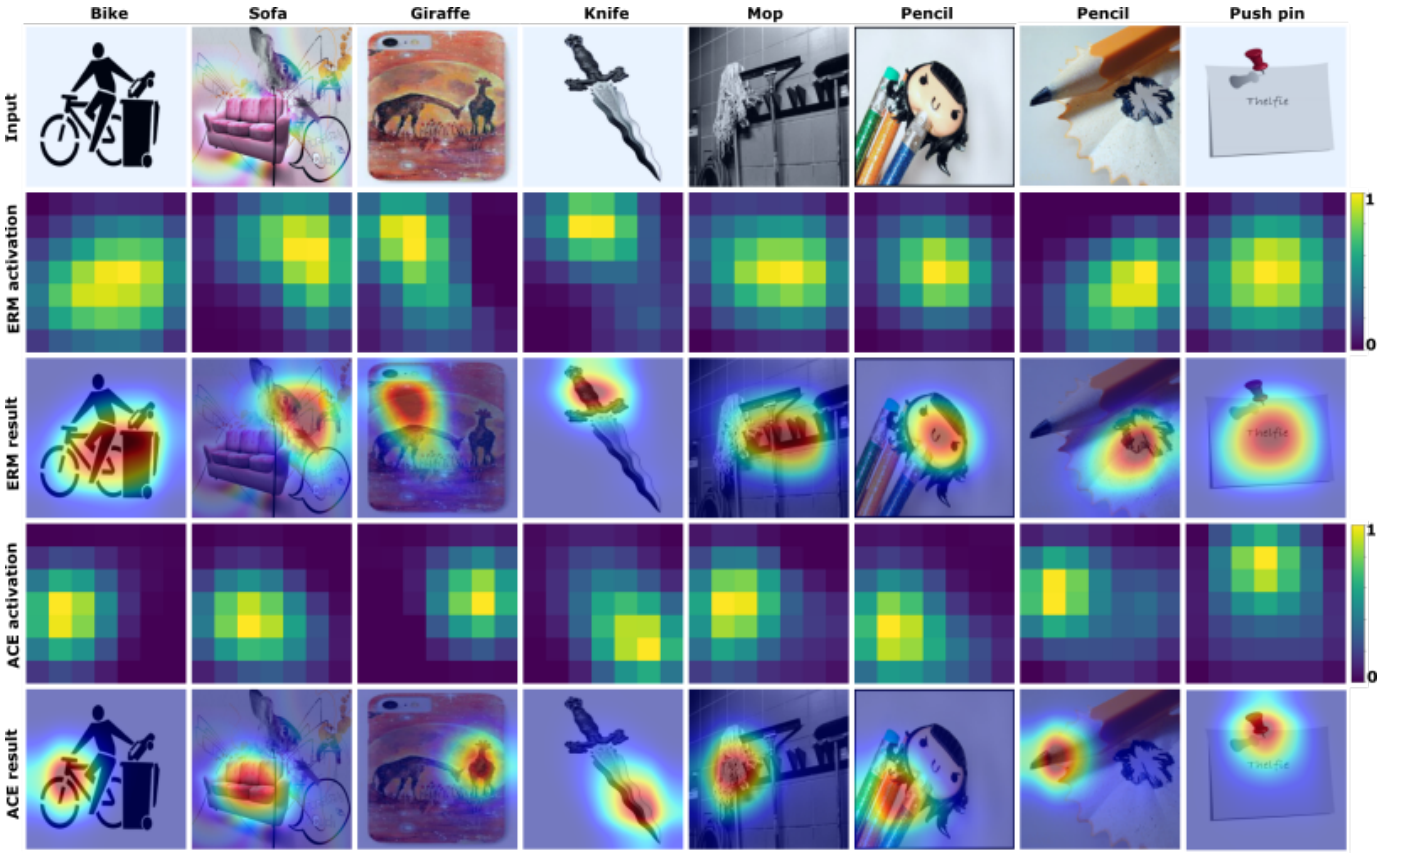 Bike Sofa Giraffe Knife Mop Pencil Pencil Push pin
Input
Thelfie
ERM activation
1
0
ERM result
Thelfie
ACE activation
1
0
ACE result
Thelfie